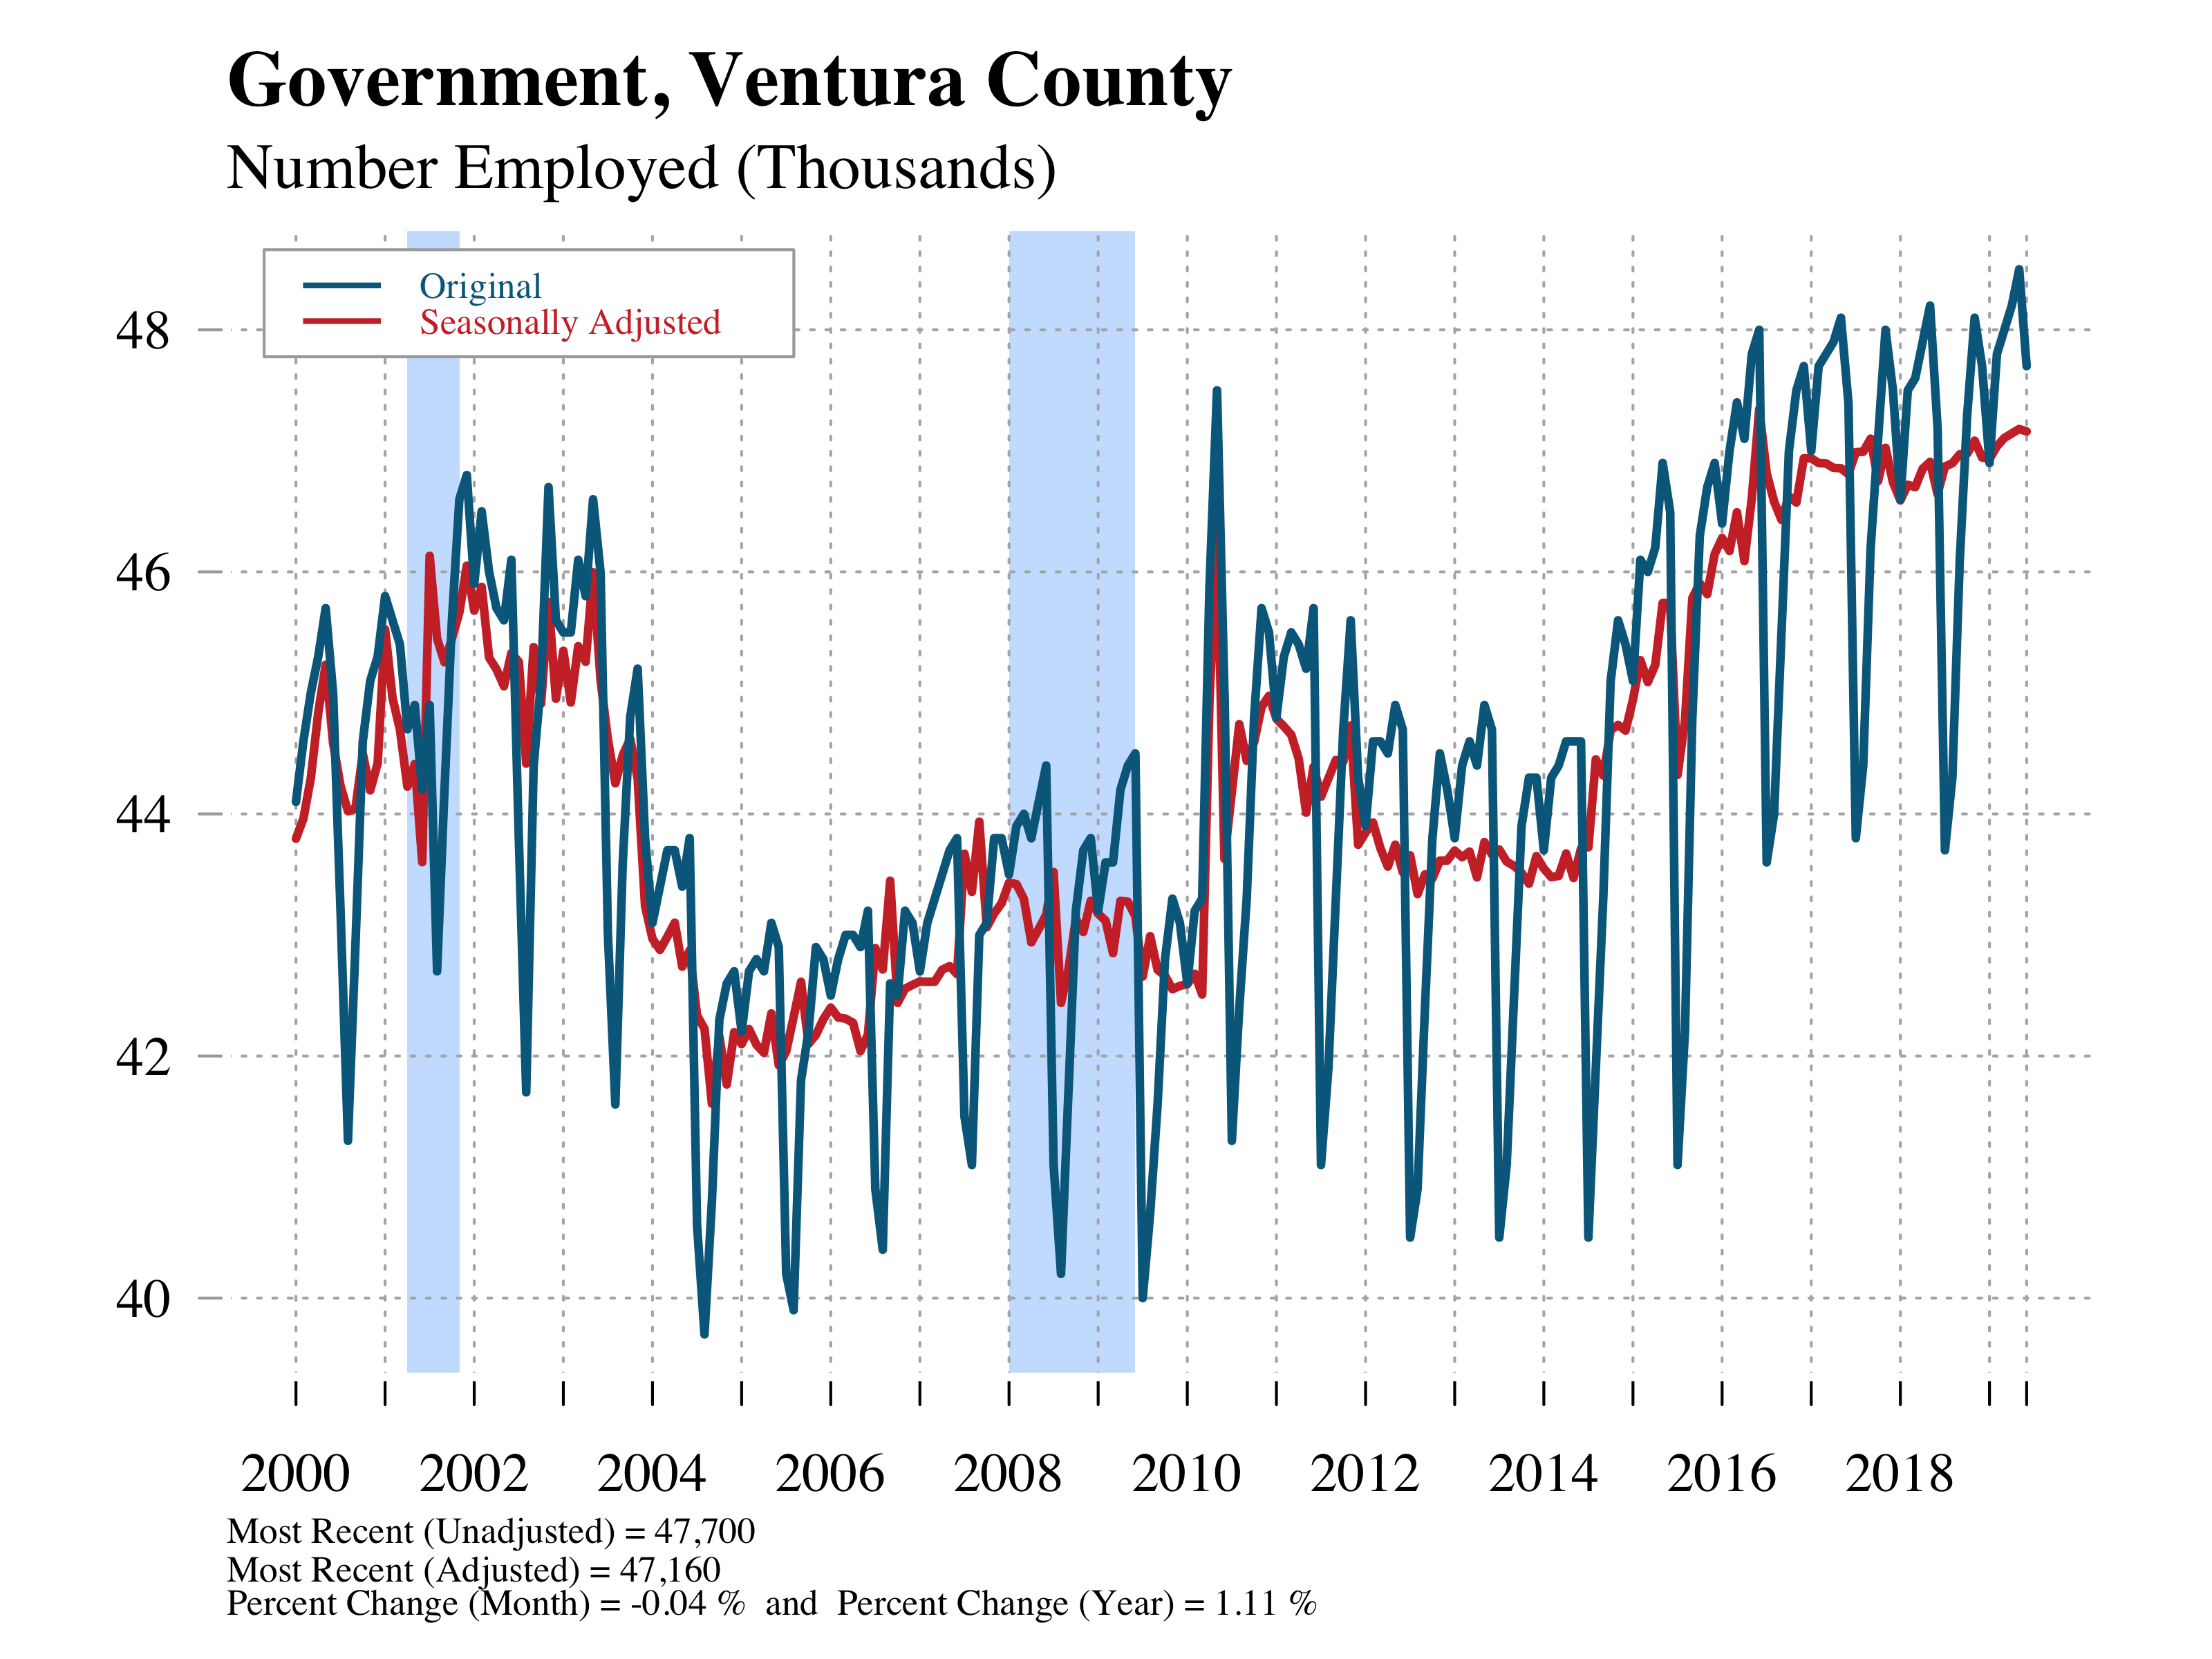 Government, Ventura County
Number Employed (Thousands)
Original
Seasonally Adjusted
48
46
44
42
40
2000 2002 2004 2006 2008 2010 2012 2014 2016 2018
Most Recent (Unadjusted) = 47,700
Most Recent (Adjusted) = 47,160
Percent Change (Month) = -0.04 % and Percent Change (Year) = 1.11 %